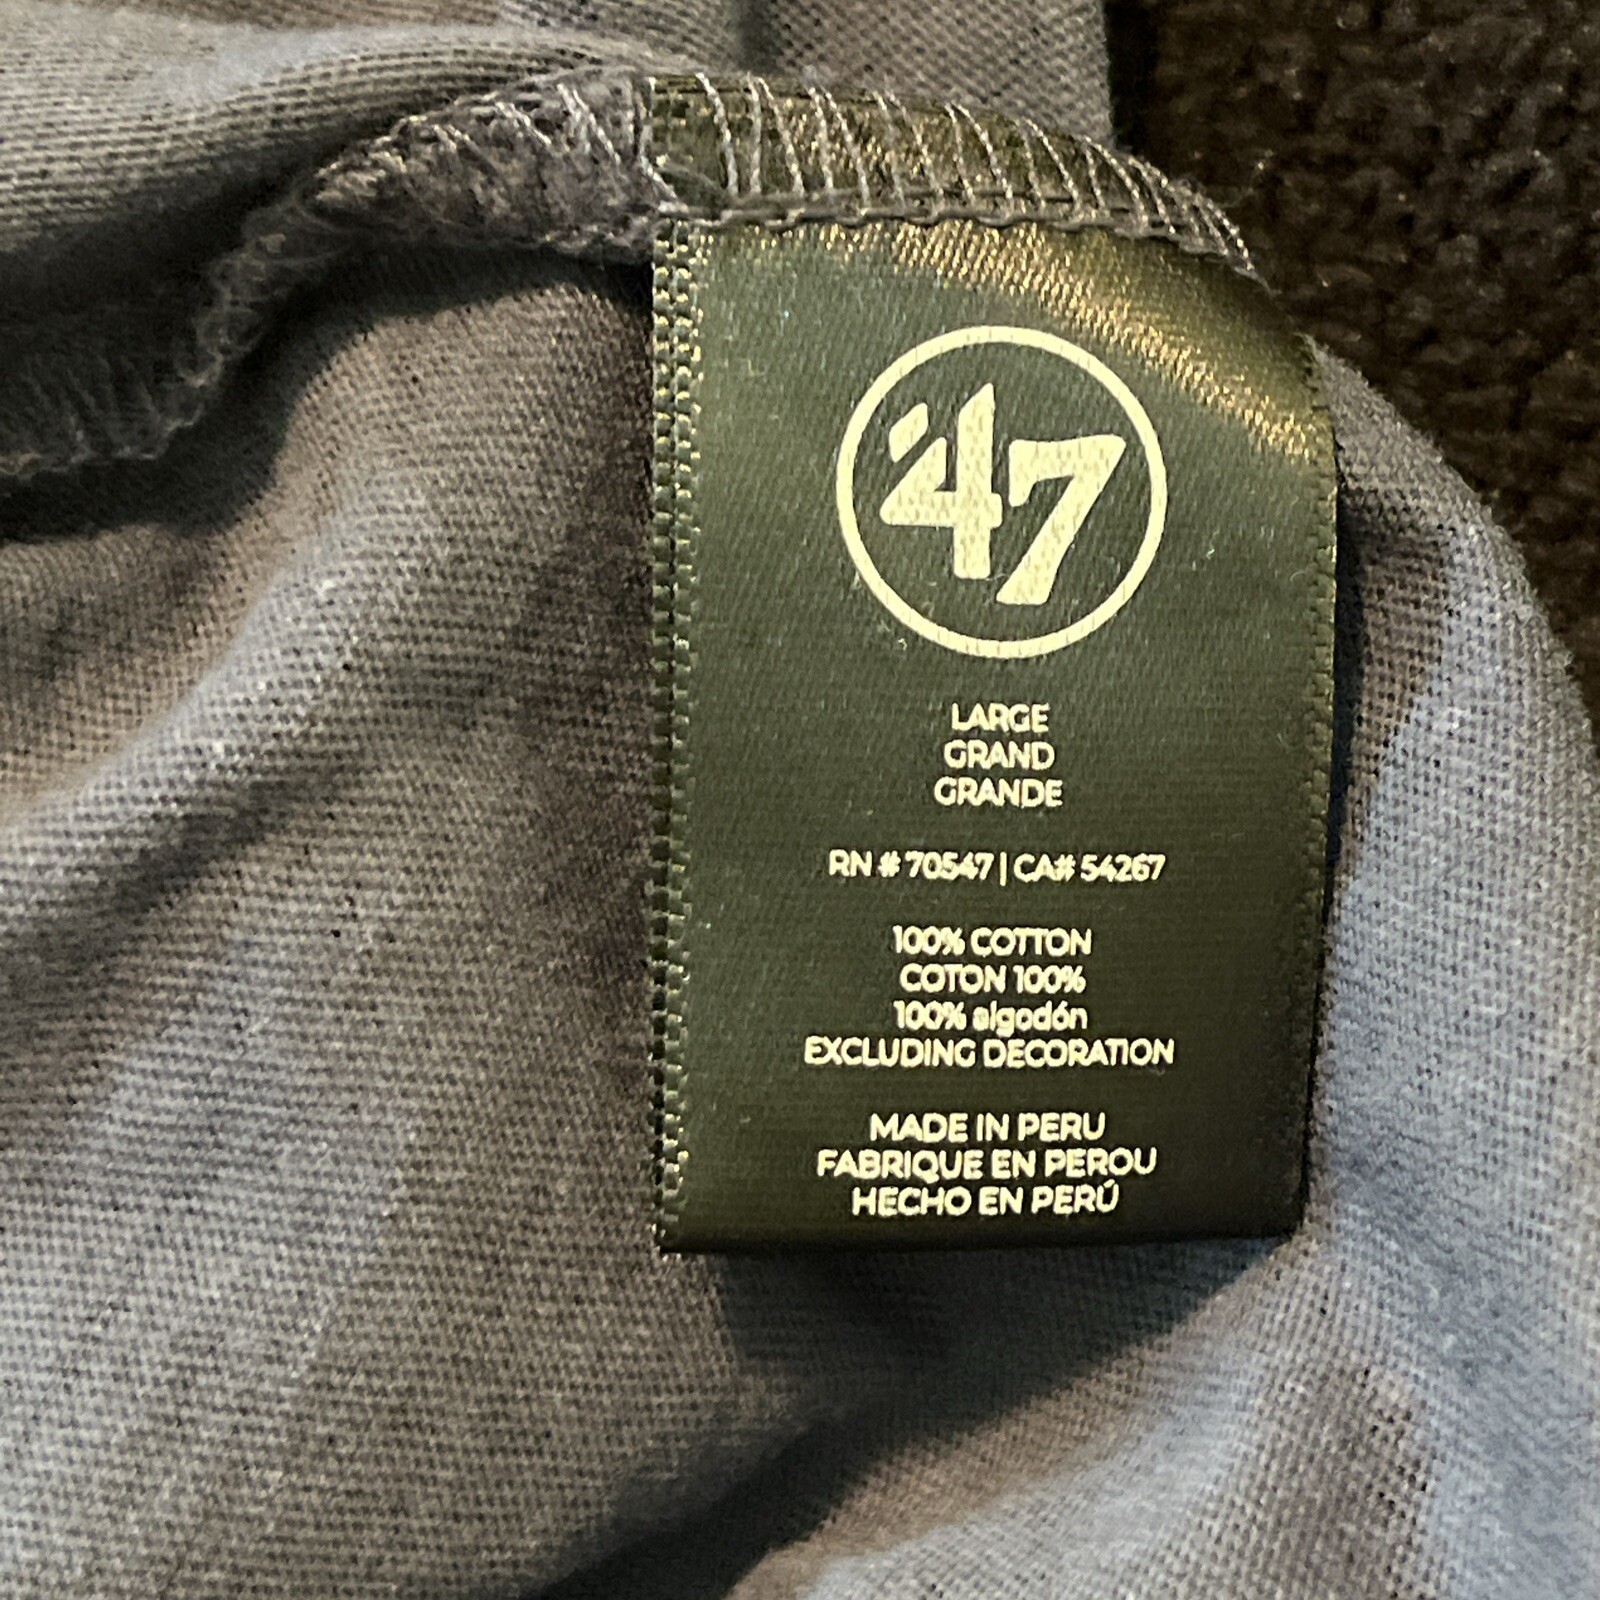 '47
LARGE
GRAND
GRANDE
RN # 70547 | CA# 54267
100% COTTON
COTON 100%
100% algodón
EXCLUDING DECORATION
MADE IN PERU
FABRIQUE EN PEROU
HECHO EN PERÚ